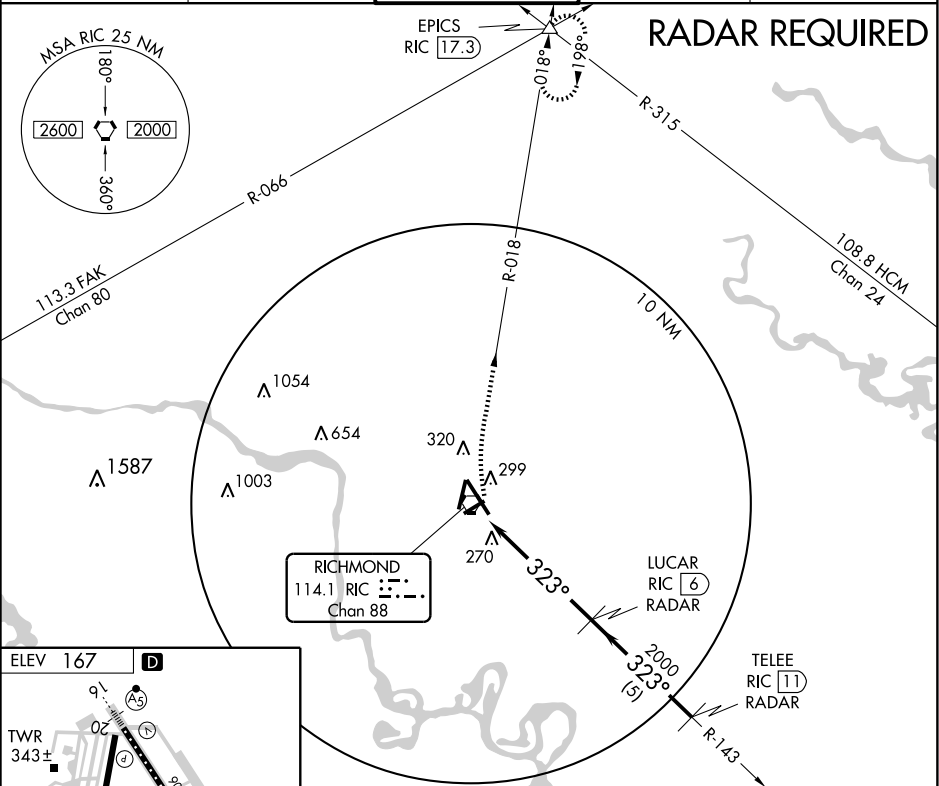 RADAR REQUIRED
EPICS
RIC 17.3
018°
198°
MSA RIC 25 NM
180°
2600
2000
360°
R-066
R-315
R-018
113.3 FAK
Chan 80
108.8 HCM
Chan 24
10 NM
1054
654
320
299
1587
1003
270
RICHMOND
114.1 RIC
Chan 88
323°
LUCAR
RIC 6
RADAR
2000
323°
(5)
TELEE
RIC 11
RADAR
R-143
ELEV 167
D
16
A5
20
V
P
TWR
343±